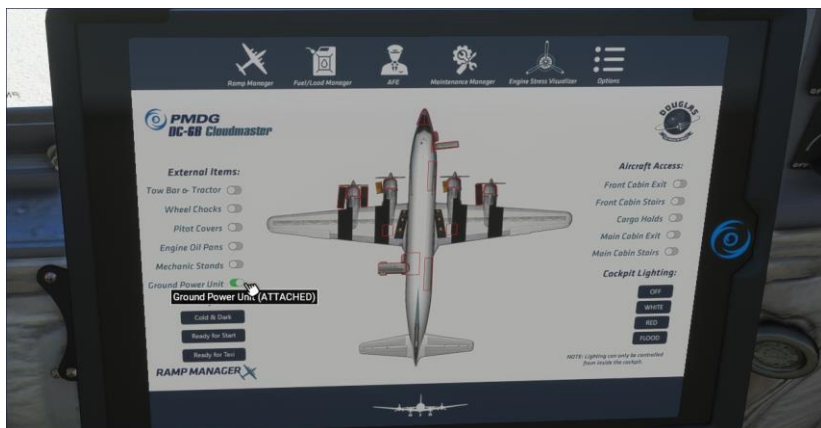 Ramp Manager
Fuel/Load Manager
AFE
Maintenance Manager
Engine Stress Visualizer
Options
PMDG
DC-6B Cloudmaster
DOUGLAS
External Items:
Tow Bar & Tractor
Wheel Chocks
Pitot Covers
Engine Oil Pans
Mechanic Stands
Ground Power Unit
Ground Power Unit (ATTACHED)
Cold & Dark
Ready for Start
Ready for Taxi
RAMP MANAGER
Aircraft Access:
Front Cabin Exit
Front Cabin Stairs
Cargo Holds
Main Cabin Exit
Main Cabin Stairs
Cockpit Lighting:
OFF
WHITE
RED
FLOOD
NOTE: Lighting can only be controlled
from inside the cockpit.
OFF